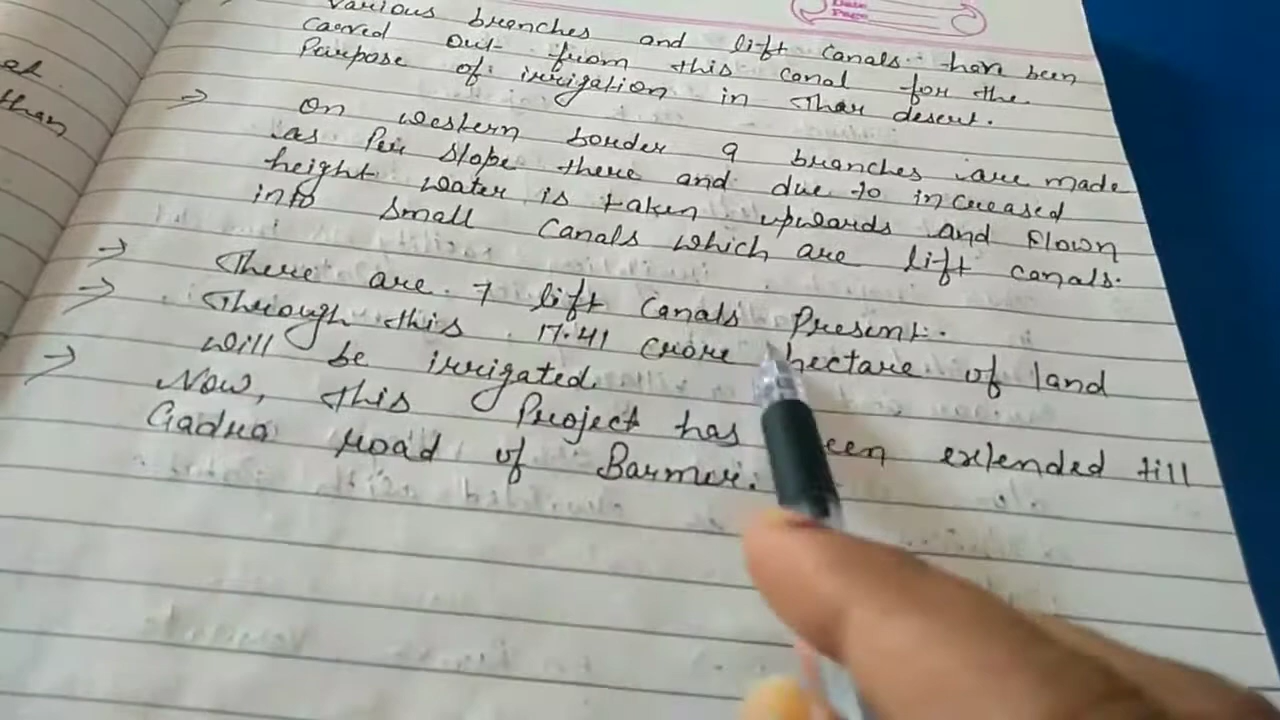 Date
Page
Various branches and lift canals have been
carved out from this canal for the
Purpose of irrigation in Thar desert.
→ On western border 9 branches are made
as per slope there and due to increased
height water is taken upwards and flown
into small canals which are lift canals.
→ There are 7 lift canals Present.
→ Through this 17.41 crore hectare of land
will be irrigated.
→ Now, this Project has been extended till
Gadra road of Barmer.
et
than